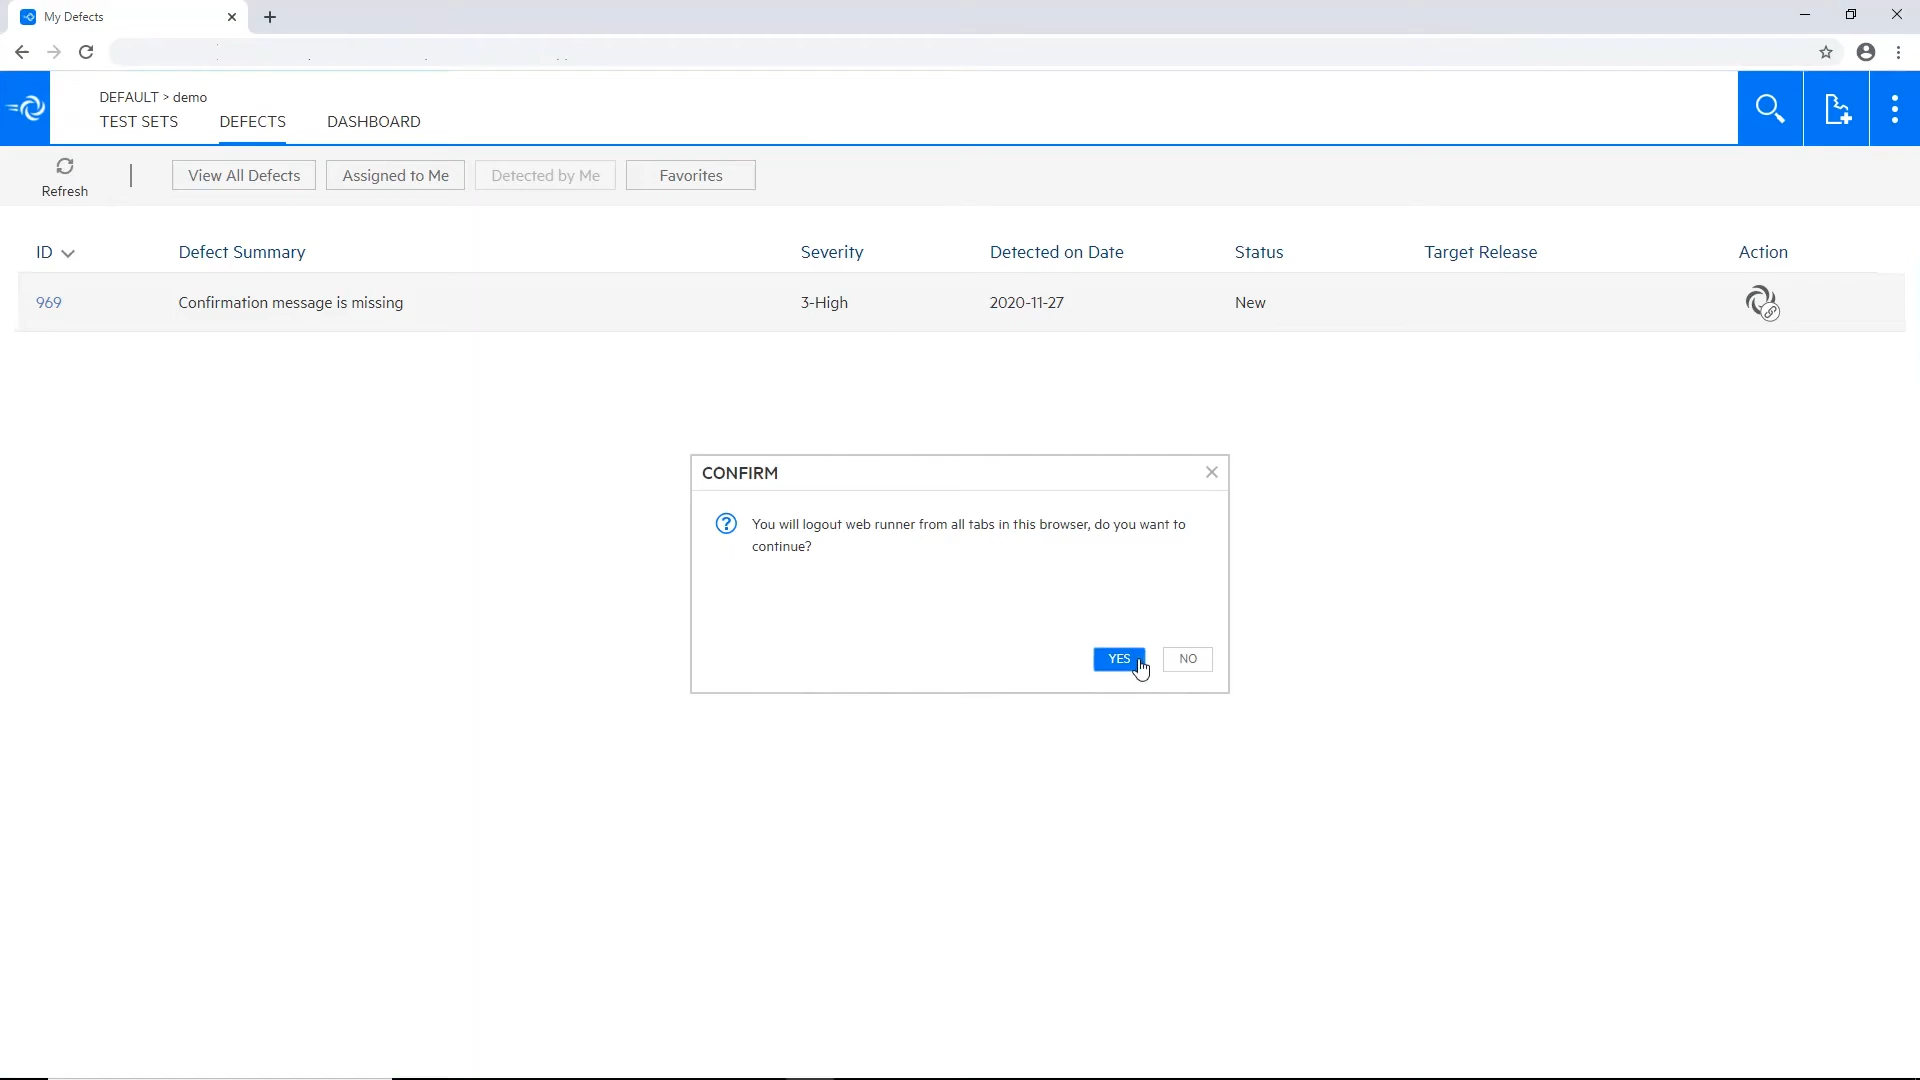 My Defects
DEFAULT > demo
TEST SETS DEFECTS DASHBOARD
Refresh
View All Defects Assigned to Me Detected by Me Favorites
ID Defect Summary Severity Detected on Date Status Target Release Action
969 Confirmation message is missing 3-High 2020-11-27 New
CONFIRM
You will logout web runner from all tabs in this browser, do you want to
continue?
YES NO